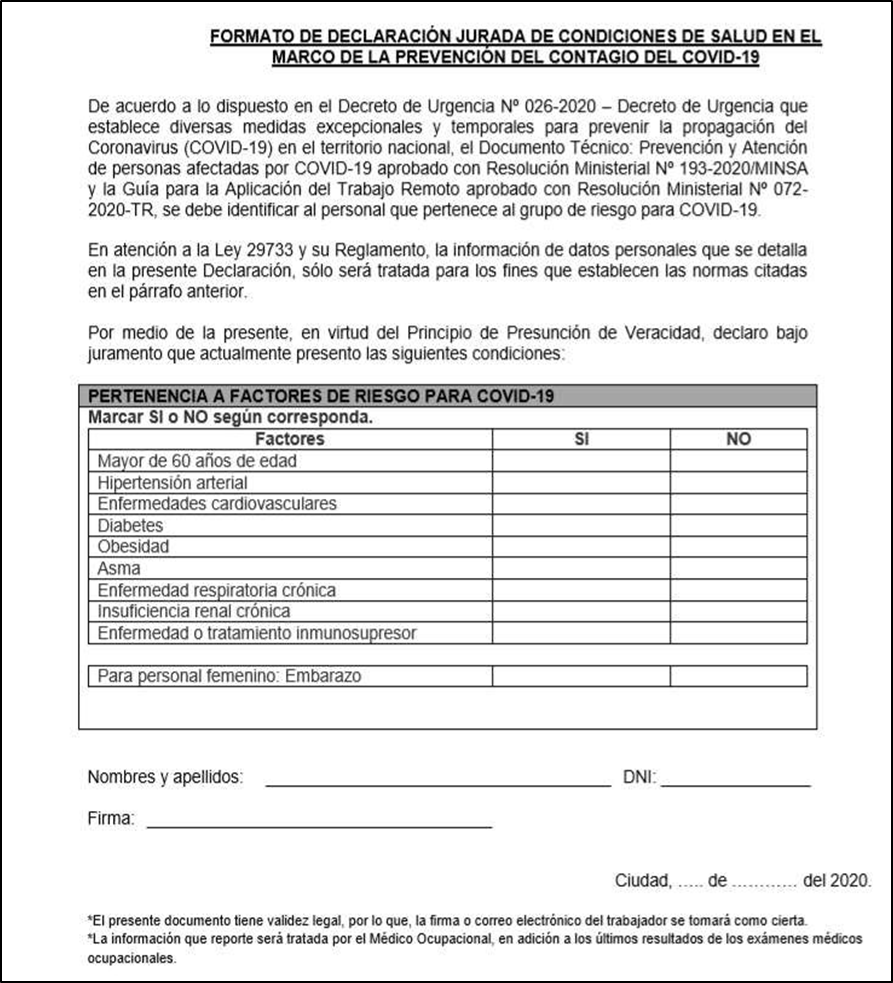 FORMATO DE DECLARACIÓN JURADA DE CONDICIONES DE SALUD EN EL
MARCO DE LA PREVENCIÓN DEL CONTAGIO DEL COVID-19
De acuerdo a lo dispuesto en el Decreto de Urgencia Nº 026-2020 – Decreto de Urgencia que
establece diversas medidas excepcionales y temporales para prevenir la propagación del
Coronavirus (COVID-19) en el territorio nacional, el Documento Técnico: Prevención y Atención
de personas afectadas por COVID-19 aprobado con Resolución Ministerial Nº 193-2020/MINSA
y la Guía para la Aplicación del Trabajo Remoto aprobado con Resolución Ministerial Nº 072-
2020-TR, se debe identificar al personal que pertenece al grupo de riesgo para COVID-19.
En atención a la Ley 29733 y su Reglamento, la información de datos personales que se detalla
en la presente Declaración, sólo será tratada para los fines que establecen las normas citadas
en el párrafo anterior.
Por medio de la presente, en virtud del Principio de Presunción de Veracidad, declaro bajo
juramento que actualmente presento las siguientes condiciones:
PERTENENCIA A FACTORES DE RIESGO PARA COVID-19
Marcar SI o NO según corresponda.
Factores SI NO
Mayor de 60 años de edad
Hipertensión arterial
Enfermedades cardiovasculares
Diabetes
Obesidad
Asma
Enfermedad respiratoria crónica
Insuficiencia renal crónica
Enfermedad o tratamiento inmunosupresor
Para personal femenino: Embarazo
Nombres y apellidos: DNI:
Firma:
Ciudad, ..... de ............ del 2020.
*El presente documento tiene validez legal, por lo que, la firma o correo electrónico del trabajador se tomará como cierta.
*La información que reporte será tratada por el Médico Ocupacional, en adición a los últimos resultados de los exámenes médicos
ocupacionales.